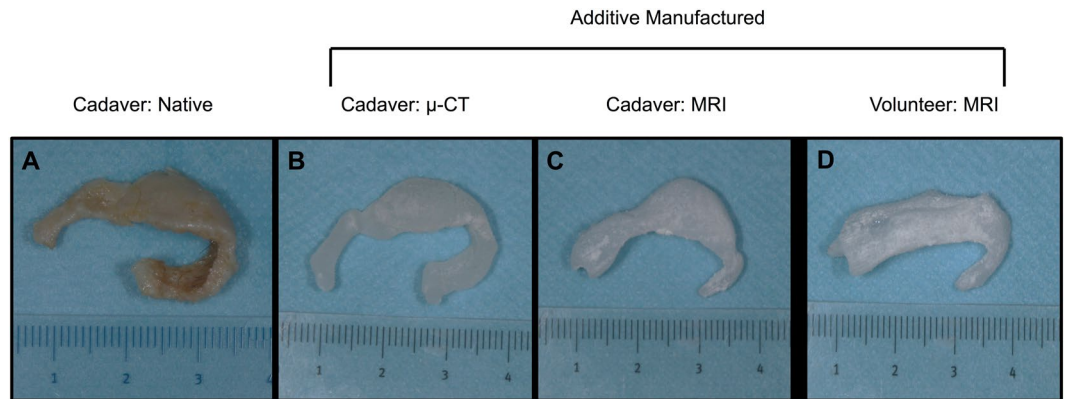 Additive Manufactured
Cadaver: Native
Cadaver: µ-CT
Cadaver: MRI
Volunteer: MRI
A
B
C
D
1 2 3 4
1 2 3 4
1 2 3 4
1 2 3 4